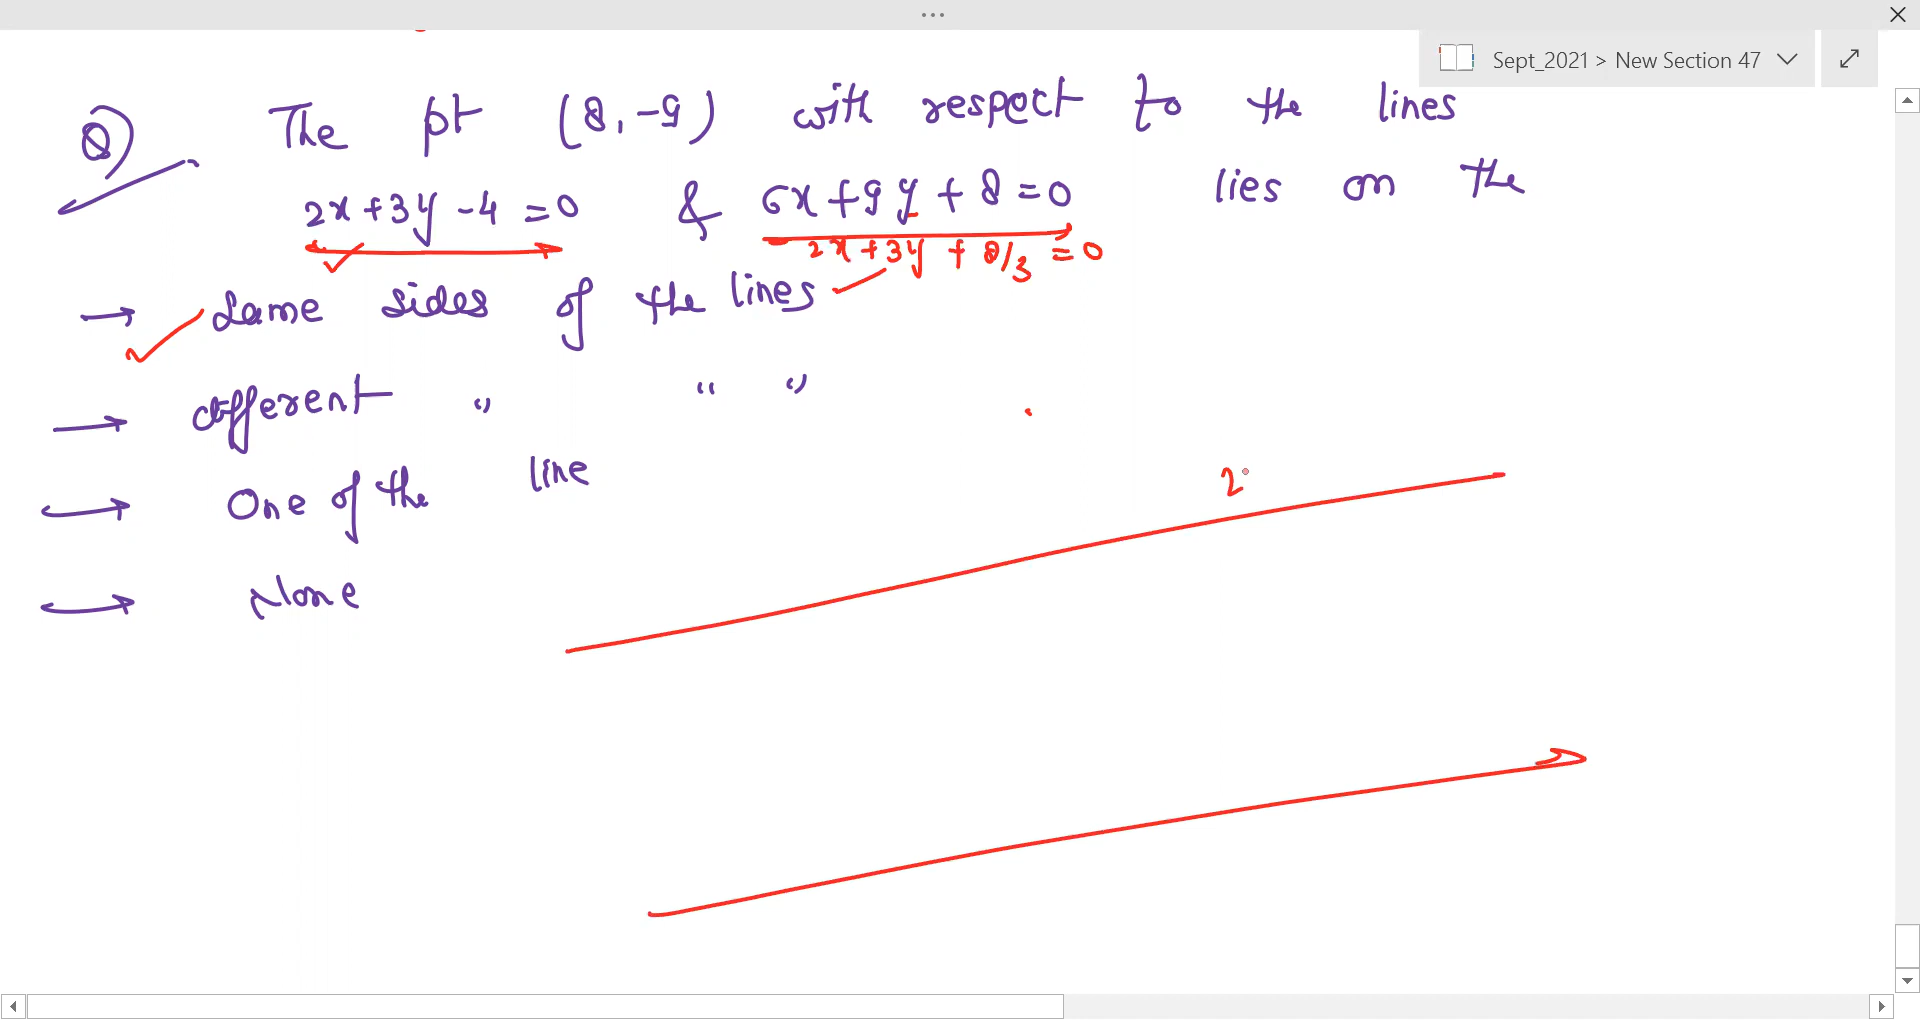 Sept_2021 > New Section 47
Q) The pt (8, -9) with respect to the lines
2x+3y-4=0 & 6x+9y+8=0 lies on the
2x+3y+8/3=0
→ Same sides of the lines
→ different " " "
→ One of the line
→ None
2